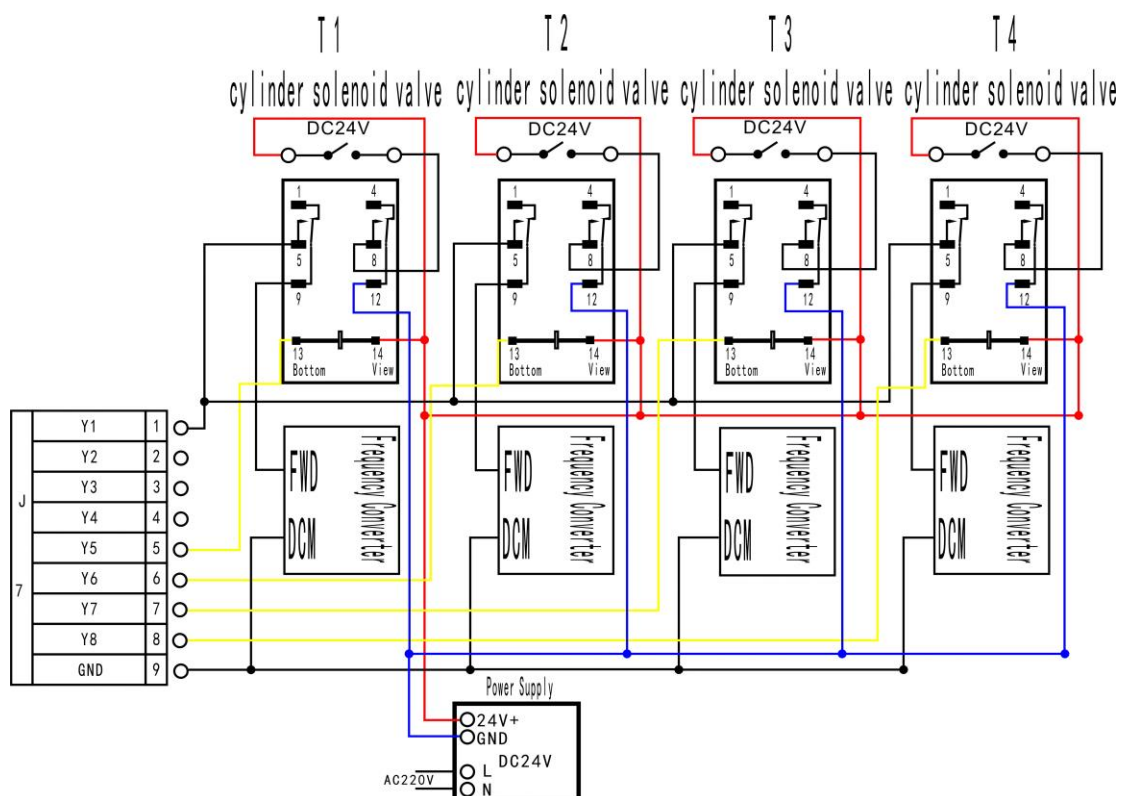 T1 T2 T3 T4
cylinder solenoid valve cylinder solenoid valve cylinder solenoid valve cylinder solenoid valve
DC24V DC24V DC24V DC24V
1 4 1 4 1 4 1 4
5 8 5 8 5 8 5 8
9 12 9 12 9 12 9 12
13 14 13 14 13 14 13 14
Bottom View Bottom View Bottom View Bottom View
J7
Y1 1
Y2 2
Y3 3
Y4 4
Y5 5
Y6 6
Y7 7
Y8 8
GND 9
FWD
DCM
Frequency Converter
FWD
DCM
Frequency Converter
FWD
DCM
Frequency Converter
FWD
DCM
Frequency Converter
Power Supply
24V+
GND
DC24V
AC220V
L
N